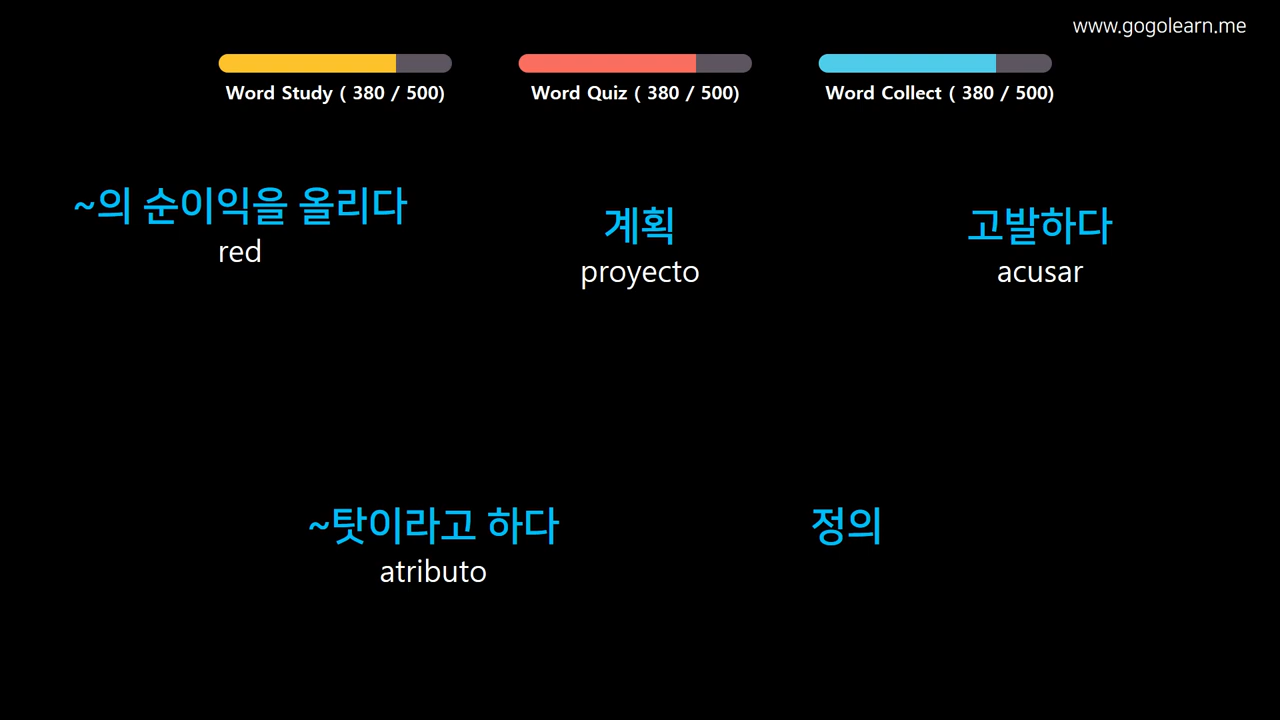 www.gogolearn.me
Word Study ( 380 / 500)
Word Quiz ( 380 / 500)
Word Collect ( 380 / 500)
~의 순이익을 올리다
red
계획
proyecto
고발하다
acusar
~탓이라고 하다
atributo
정의